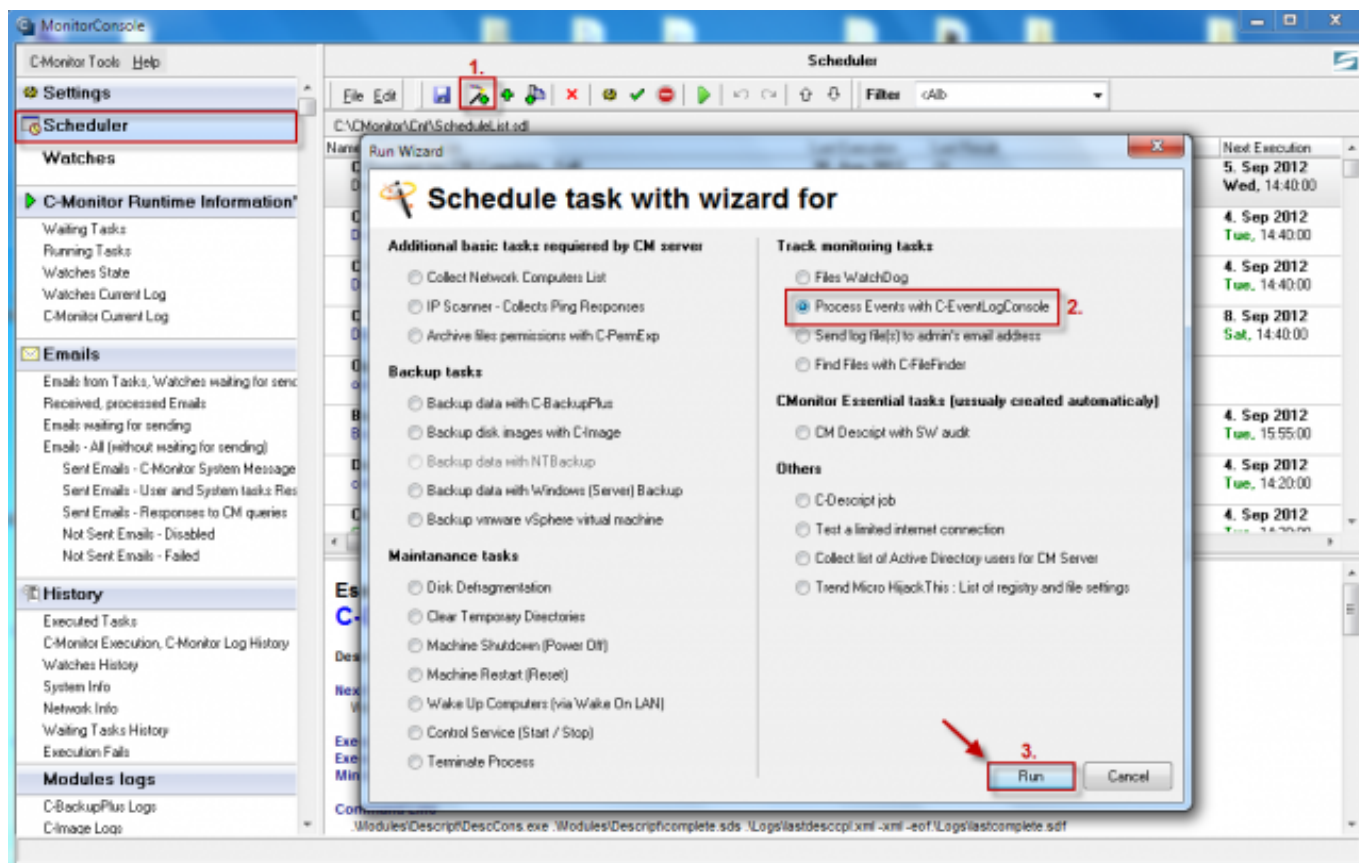 MonitorConsole
C-Monitor Tools Help
Settings
Scheduler
Watches
C-Monitor Runtime Information"
Waiting Tasks
Running Tasks
Watches State
Watches Current Log
C-Monitor Current Log
Emails
Emails from Tasks, Watches waiting for senc
Received, processed Emails
Emails waiting for sending
Emails - All (without waiting for sending)
Sent Emails - C-Monitor System Message
Sent Emails - User and System tasks Res
Sent Emails - Responses to CM queries
Not Sent Emails - Disabled
Not Sent Emails - Failed
History
Executed Tasks
C-Monitor Execution, C-Monitor Log History
Watches History
System Info
Network Info
Waiting Tasks History
Execution Fails
Modules logs
C-BackupPlus Logs
C-Image Logs
Scheduler
1.
File Edit
Filter <All>
C:\CMonitor\Cnf\ScheduleList.sdl
Name
Next Execution
5. Sep 2012
Wed, 14:40:00
4. Sep 2012
Tue, 14:40:00
4. Sep 2012
Tue, 14:40:00
8. Sep 2012
Sat, 14:40:00
4. Sep 2012
Tue, 15:55:00
4. Sep 2012
Tue, 14:20:00
4. Sep 2012
Run Wizard
Schedule task with wizard for
Additional basic tasks requiered by CM server
Collect Network Computers List
IP Scanner - Collects Ping Responses
Archive files permissions with C-PermExp
Backup tasks
Backup data with C-BackupPlus
Backup disk images with C-Image
Backup data with NTBackup
Backup data with Windows (Server) Backup
Backup vmware vSphere virtual machine
Maintanance tasks
Disk Defragmentation
Clear Temporary Directories
Machine Shutdown (Power Off)
Machine Restart (Reset)
Wake Up Computers (via Wake On LAN)
Control Service (Start / Stop)
Terminate Process
Track monitoring tasks
Files WatchDog
Process Events with C-EventLogConsole 2.
Send log file(s) to admin's email address
Find Files with C-FileFinder
CMonitor Essential tasks (ussualy created automaticaly)
CM Descript with SW audit
Others
C-Descript job
Test a limited internet connection
Collect list of Active Directory users for CM Server
Trend Micro HijackThis : List of registry and file settings
3.
Run Cancel
Es
C-
Des
Nex
Exe
Exe
Min
.\Modules\Descript\DescCons.exe .\Modules\Descript\complete.sds .\Logs\lastdesccpl.xml -xml -eof.\Logs\lastcomplete.sdf